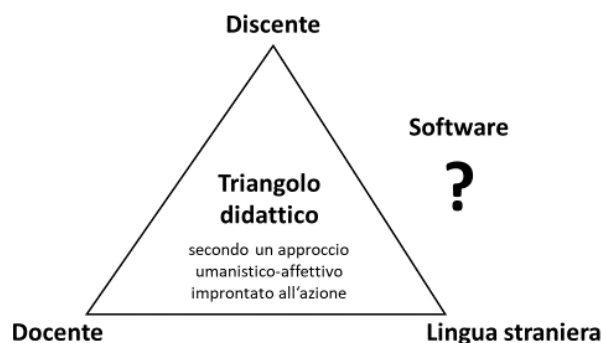 Discente
Software
?
Triangolo
didattico
secondo un approccio
umanistico-affettivo
improntato all‘azione
Docente
Lingua straniera